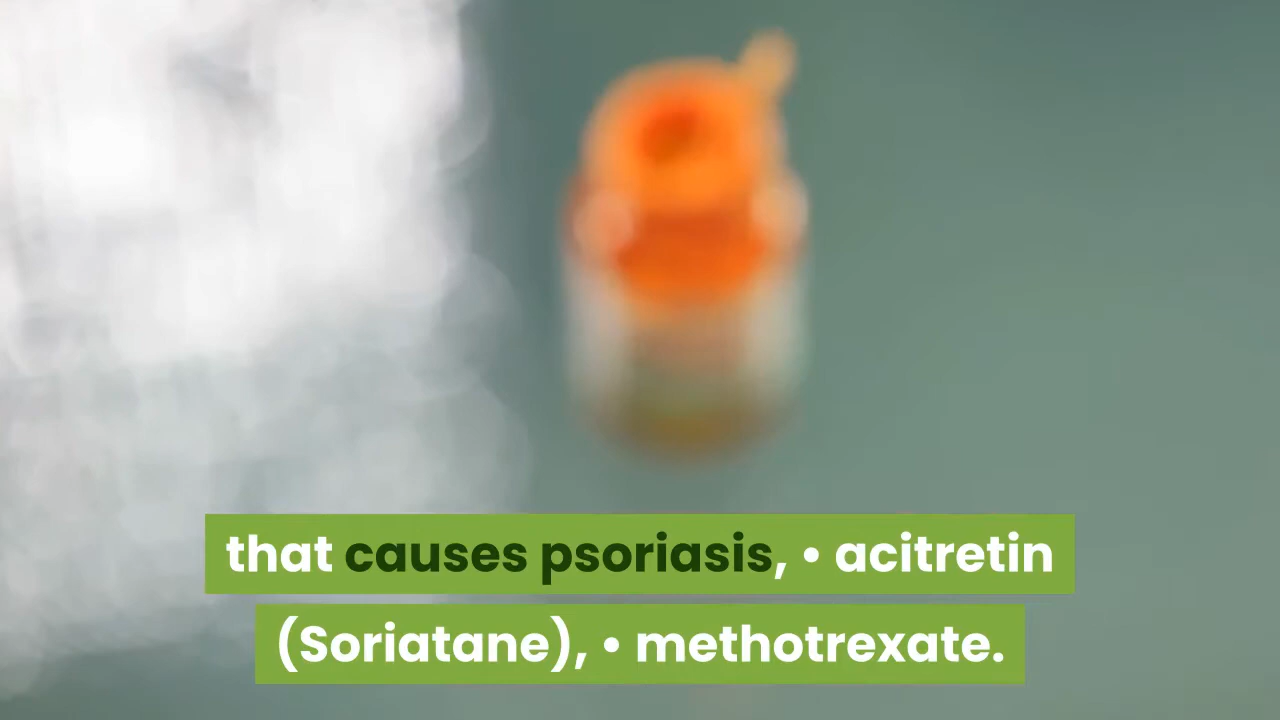 that causes psoriasis, • acitretin
(Soriatane), • methotrexate.